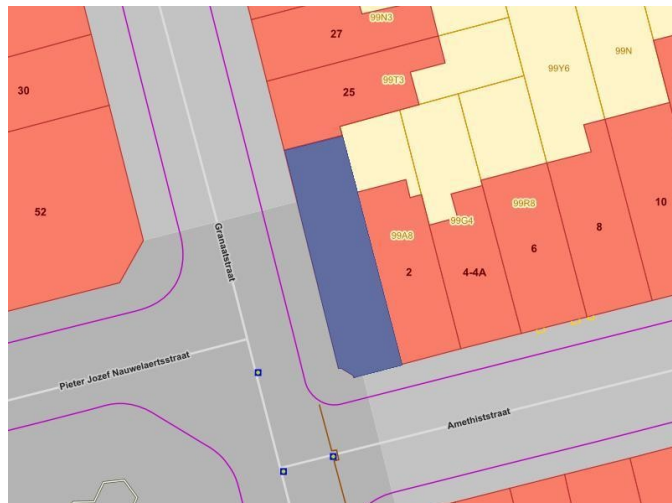 99N3
27
99T3
25
99Y6
99N
30
52
99A8
2
99G4
4-4A
99R8
6
8
10
Granaatstraat
Pieter Jozef Nauwelaertsstraat
Amethiststraat